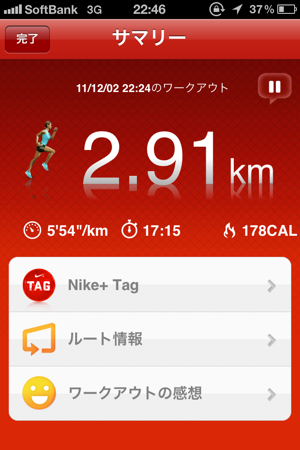 SoftBank 3G 22:46 37%
完了 サマリー
11/12/02 22:24のワークアウト
2.91km
5'54"/km 17:15 178CAL
TAG Nike+ Tag
ルート情報
ワークアウトの感想